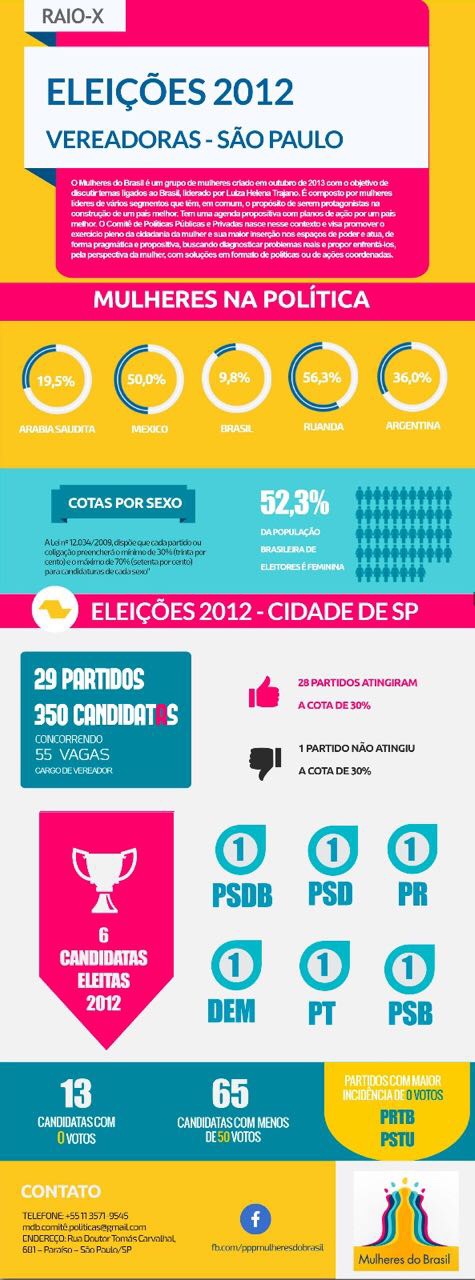 RAIO-X
ELEIÇÕES 2012
VEREADORAS - SÃO PAULO
O Mulheres do Brasil é um grupo de mulheres criado em outubro de 2013 com o objetivo de
discutir temas ligados ao Brasil, liderado por Luiza Helena Trajano. É composto por mulheres
líderes de vários segmentos que têm, em comum, o propósito de serem protagonistas na
construção de um país melhor. Tem uma agenda propositiva com planos de ação por um país
melhor. O Comitê de Políticas Públicas e Privadas nasce nesse contexto e visa promover o
exercício pleno da cidadania da mulher e sua maior inserção nos espaços de poder e atua, de
forma pragmática e propositiva, buscando diagnosticar problemas reais e propor enfrentá-los,
pela perspectiva da mulher, com soluções em formato de políticas ou de ações coordenadas.
MULHERES NA POLÍTICA
19,5%
50,0%
9,8%
56,3%
36,0%
ARABIA SAUDITA
MEXICO
BRASIL
RUANDA
ARGENTINA
COTAS POR SEXO
A Lei nº 12.034/2009, dispõe que cada partido ou
coligação preencherá o mínimo de 30% (trinta por
cento) e o máximo de 70% (setenta por cento)
para candidaturas de cada sexo"
52,3%
DA POPULAÇÃO
BRASILEIRA DE
ELEITORES É FEMININA
ELEIÇÕES 2012 - CIDADE DE SP
29 PARTIDOS
350 CANDIDATAS
CONCORRENDO
55 VAGAS
CARGO DE VEREADOR
28 PARTIDOS ATINGIRAM
A COTA DE 30%
1 PARTIDO NÃO ATINGIU
A COTA DE 30%
6
CANDIDATAS
ELEITAS
2012
1
PSDB
1
PSD
1
PR
1
DEM
1
PT
1
PSB
13
CANDIDATAS COM
0 VOTOS
65
CANDIDATAS COM MENOS
DE 50 VOTOS
PARTIDOS COM MAIOR
INCIDÊNCIA DE 0 VOTOS
PRTB
PSTU
CONTATO
TELEFONE: +55 11 3571-9545
mdb.comitê.politicas@gmail.com
ENDEREÇO: Rua Doutor Tomás Carvalhal,
681 – Paraíso – São Paulo/SP
fb.com/pppmulheresdobrasil
Mulheres do Brasil